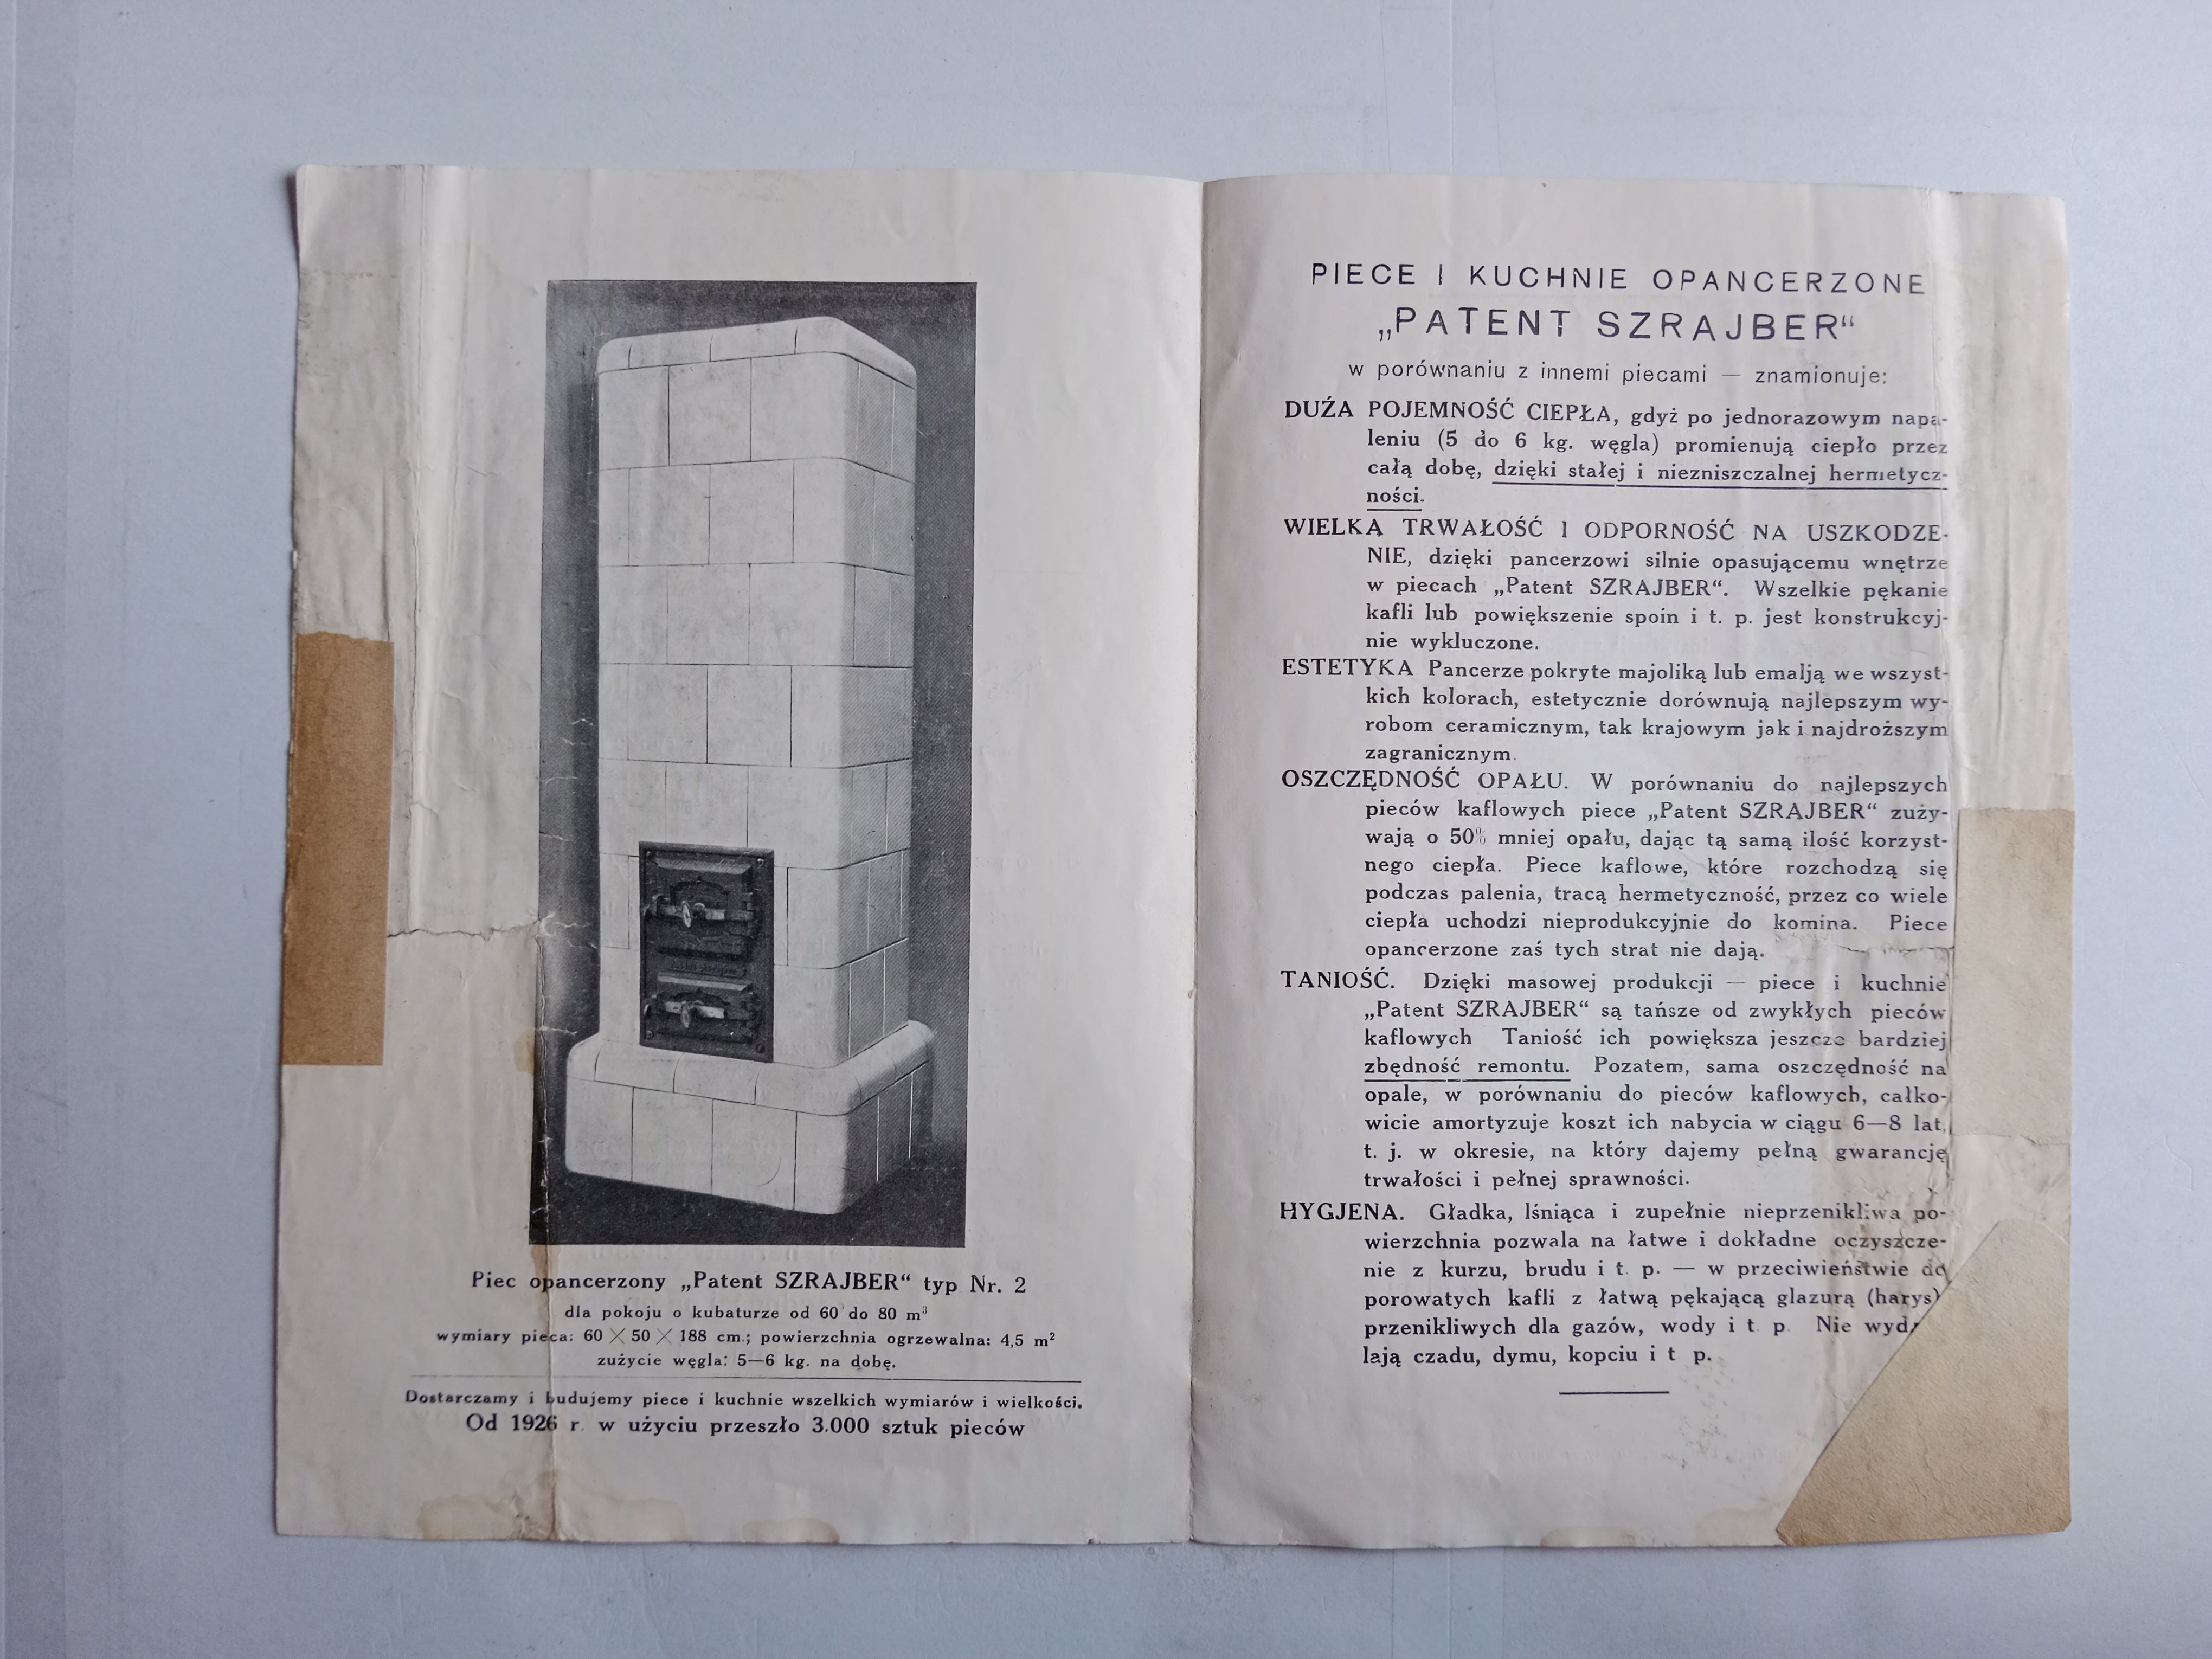 Piec opancerzony „Patent SZRAJBER“ typ Nr. 2
dla pokoju o kubaturze od 60 do 80 m³
wymiary pieca: 60 × 50 × 188 cm.; powierzchnia ogrzewalna: 4,5 m²
zużycie węgla: 5—6 kg. na dobę.
Dostarczamy i budujemy piece i kuchnie wszelkich wymiarów i wielkości.
Od 1926 r. w użyciu przeszło 3.000 sztuk pieców
PIECE I KUCHNIE OPANCERZONE
„PATENT SZRAJBER“
w porównaniu z innemi piecami — znamionuje:
DUŹA POJEMNOŚĆ CIEPŁA, gdyż po jednorazowym napa-
leniu (5 do 6 kg. węgla) promienują ciepło przez
całą dobę, dzięki stałej i niezniszczalnej hermetycz-
ności.
WIELKA TRWAŁOŚĆ I ODPORNOŚĆ NA USZKODZE-
NIE, dzięki pancerzowi silnie opasującemu wnętrze
w piecach „Patent SZRAJBER“. Wszelkie pękanie
kafli lub powiększenie spoin i t. p. jest konstrukcyj-
nie wykluczone.
ESTETYKA Pancerze pokryte majoliką lub emalją we wszyst-
kich kolorach, estetycznie dorównują najlepszym wy-
robom ceramicznym, tak krajowym jak i najdroższym
zagranicznym.
OSZCZĘDNOŚĆ OPAŁU. W porównaniu do najlepszych
pieców kaflowych piece „Patent SZRAJBER“ zuży-
wają o 50% mniej opału, dając tą samą ilość korzyst-
nego ciepła. Piece kaflowe, które rozchodzą się
podczas palenia, tracą hermetyczność, przez co wiele
ciepła uchodzi nieprodukcyjnie do komina. Piece
opancerzone zaś tych strat nie dają.
TANIOŚĆ. Dzięki masowej produkcji — piece i kuchnie
„Patent SZRAJBER“ są tańsze od zwykłych pieców
kaflowych Taniość ich powiększa jeszcze bardziej
zbędność remontu. Pozatem, sama oszczędność na
opale, w porównaniu do pieców kaflowych, całko-
wicie amortyzuje koszt ich nabycia w ciągu 6—8 lat,
t. j. w okresie, na który dajemy pełną gwarancję
trwałości i pełnej sprawności.
HYGJENA. Gładka, lśniąca i zupełnie nieprzenikliwa po-
wierzchnia pozwala na łatwe i dokładne oczyszcze-
nie z kurzu, brudu i t. p. — w przeciwieństwie do
porowatych kafli z łatwą pękającą glazurą (harys)
przenikliwych dla gazów, wody i t. p. Nie
lają czadu, dymu, kopciu i t p.